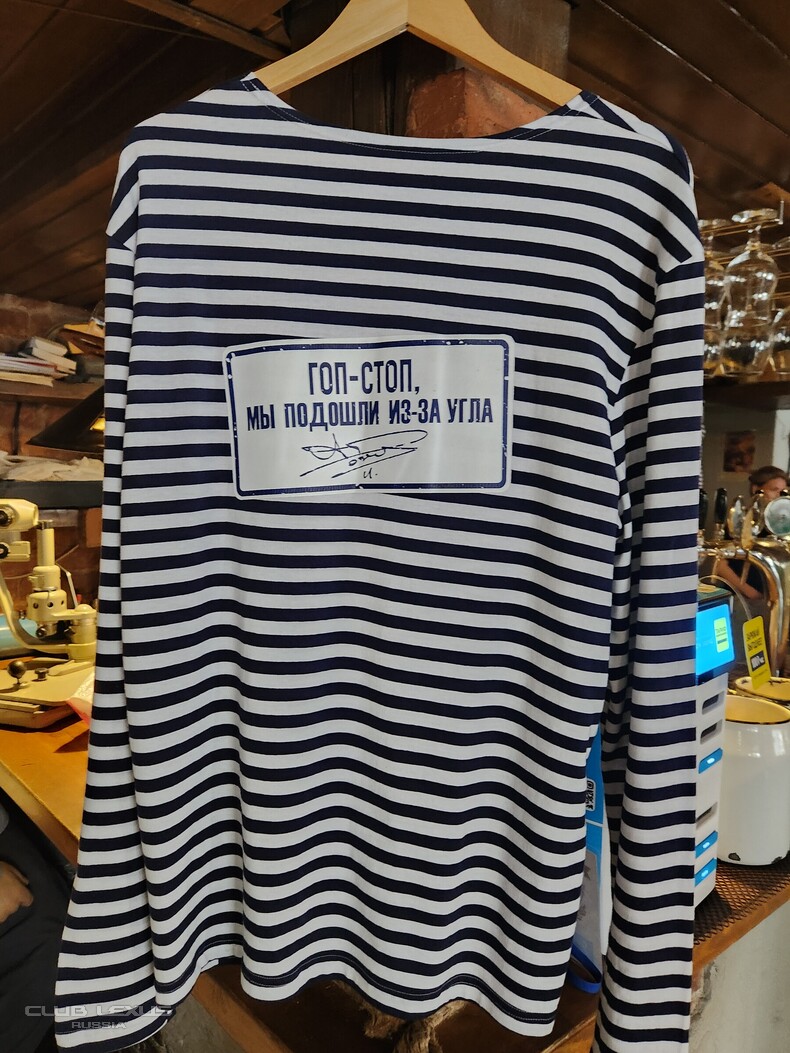 ГОП-СТОП,
МЫ ПОДОШЛИ ИЗ-ЗА УГЛА
CLUB LEXUS
RUSSIA